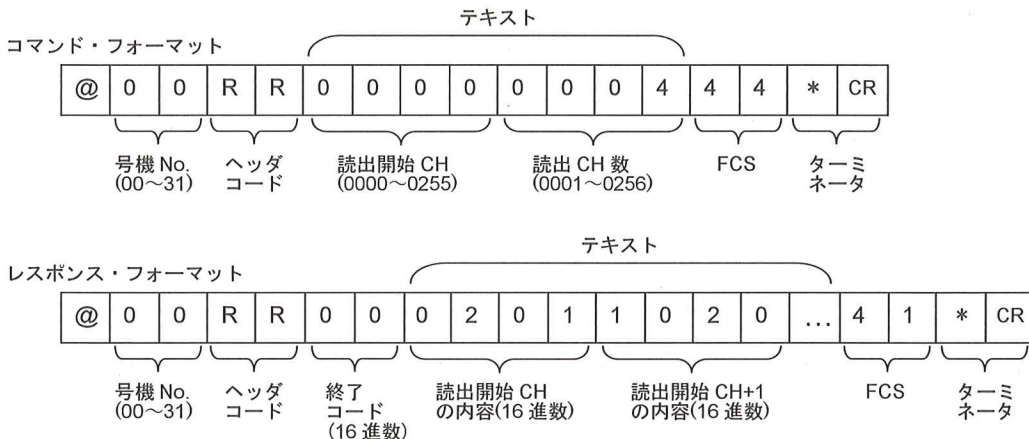 テキスト
コマンド・フォーマット
@ 0 0 R R 0 0 0 0 0 0 0 4 4 4 * CR
号機 No. ヘッダ 読出開始 CH 読出 CH 数 FCS ターミ
(00～31) コード (0000～0255) (0001～0256) ネータ
テキスト
レスポンス・フォーマット
@ 0 0 R R 0 0 0 2 0 1 1 0 2 0 ... 4 1 * CR
号機 No. ヘッダ 終了 読出開始 CH 読出開始 CH+1 FCS ターミ
(00～31) コード コード の内容(16 進数) の内容(16 進数) ネータ
(16 進数)